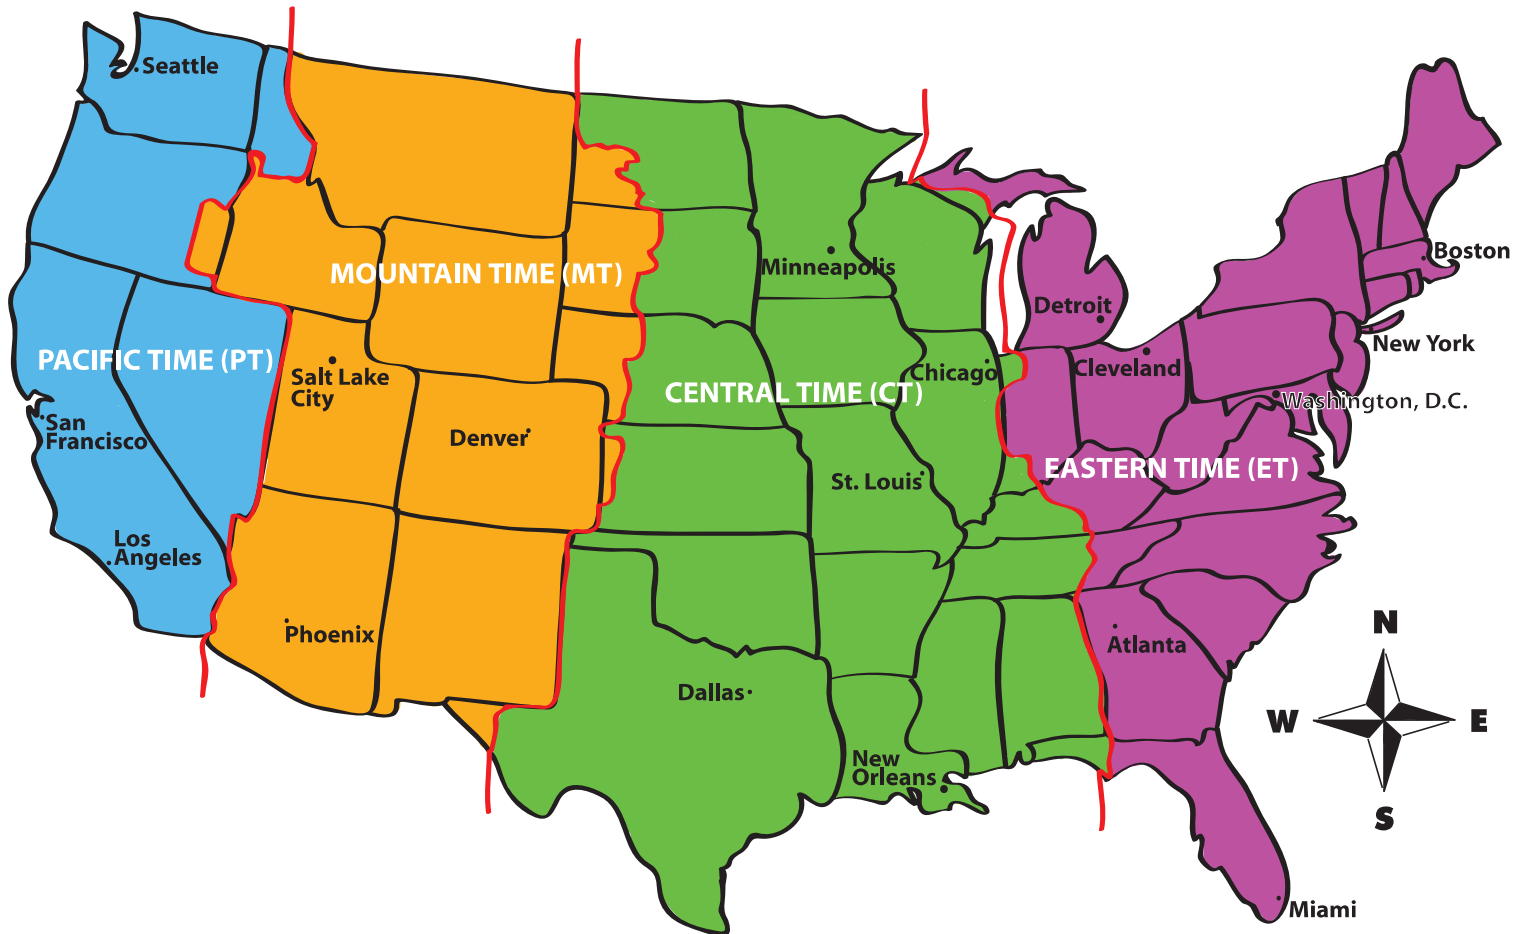 Seattle
Boston
MOUNTAIN TIME (MT)
Minneapolis
Detroit
New York
PACIFIC TIME (PT)
Salt Lake
City
CENTRAL TIME (CT)
Chicago
Cleveland
Washington, D.C.
San
Francisco
Denver
EASTERN TIME (ET)
St. Louis
Los
Angeles
Phoenix
Atlanta
Dallas
New
Orleans
Miami
N
W
E
S